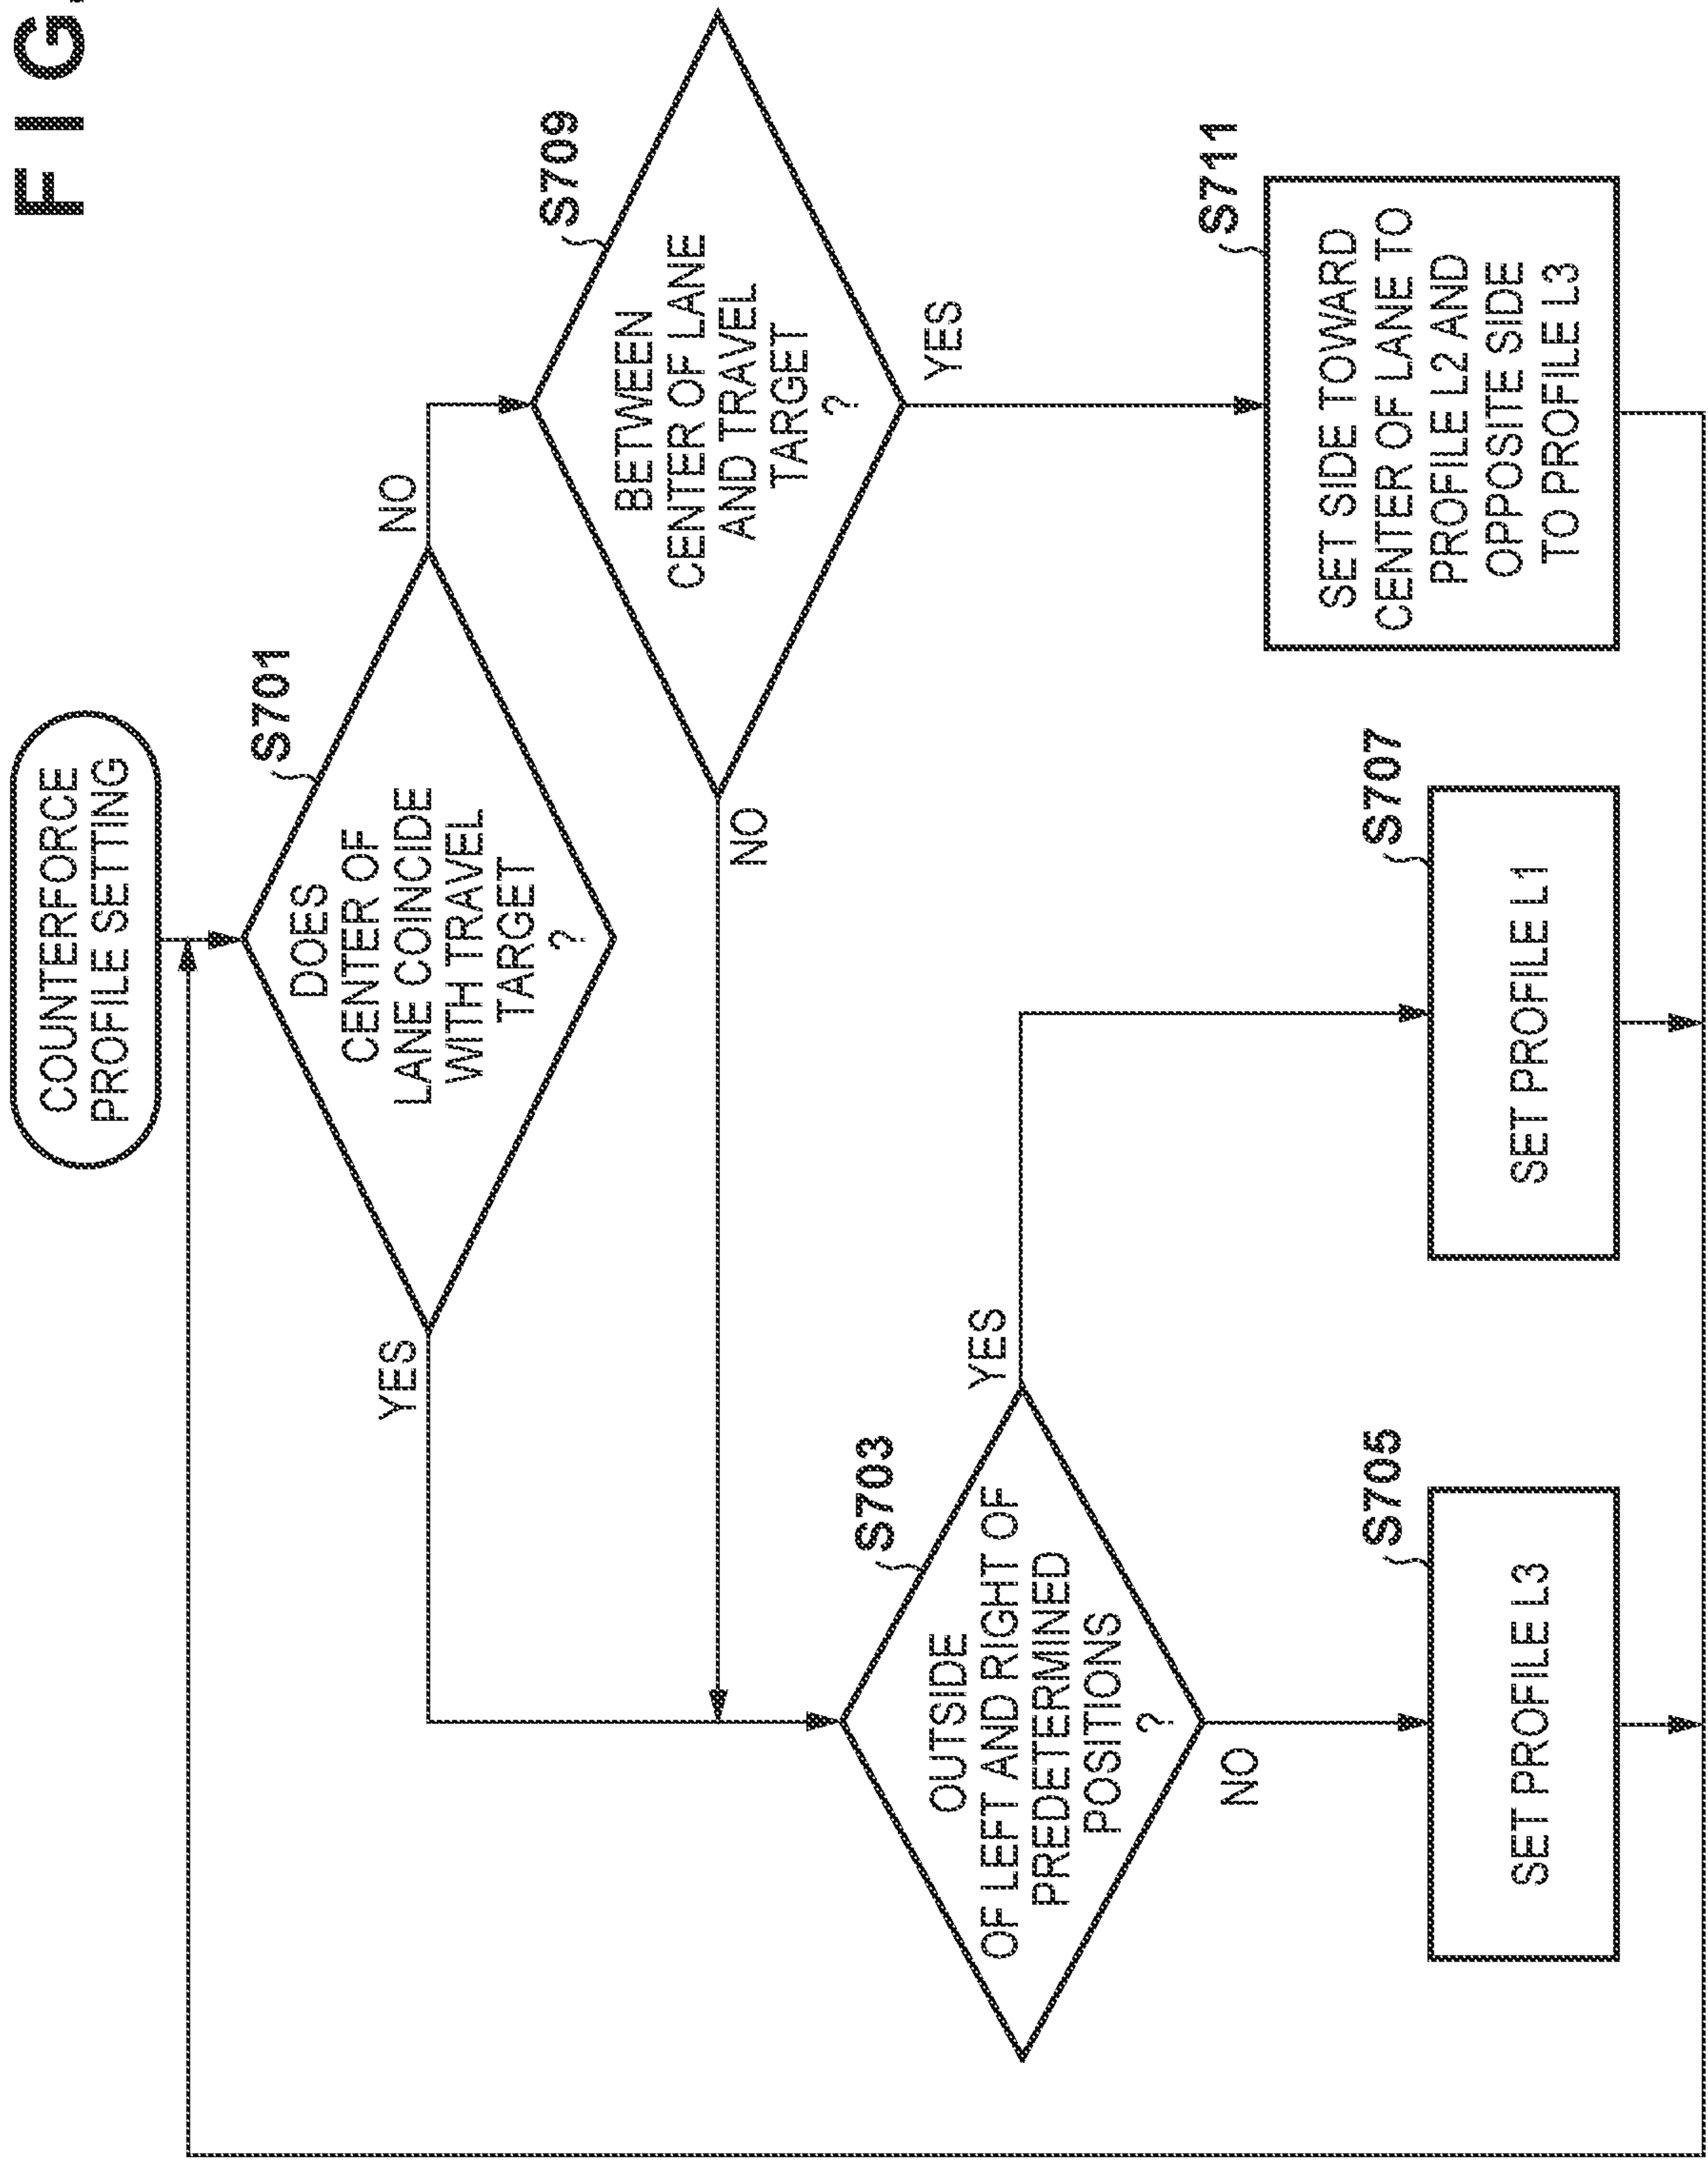 FIG.
COUNTERFORCE
PROFILE SETTING
S701
DOES
CENTER OF
LANE COINCIDE
WITH TRAVEL
TARGET
?
YES
NO
S709
BETWEEN
CENTER OF LANE
AND TRAVEL
TARGET
?
NO
YES
S703
OUTSIDE
OF LEFT AND RIGHT OF
PREDETERMINED
POSITIONS
?
YES
NO
S705
SET PROFILE L3
S707
SET PROFILE L1
S711
SET SIDE TOWARD
CENTER OF LANE TO
PROFILE L2 AND
OPPOSITE SIDE
TO PROFILE L3